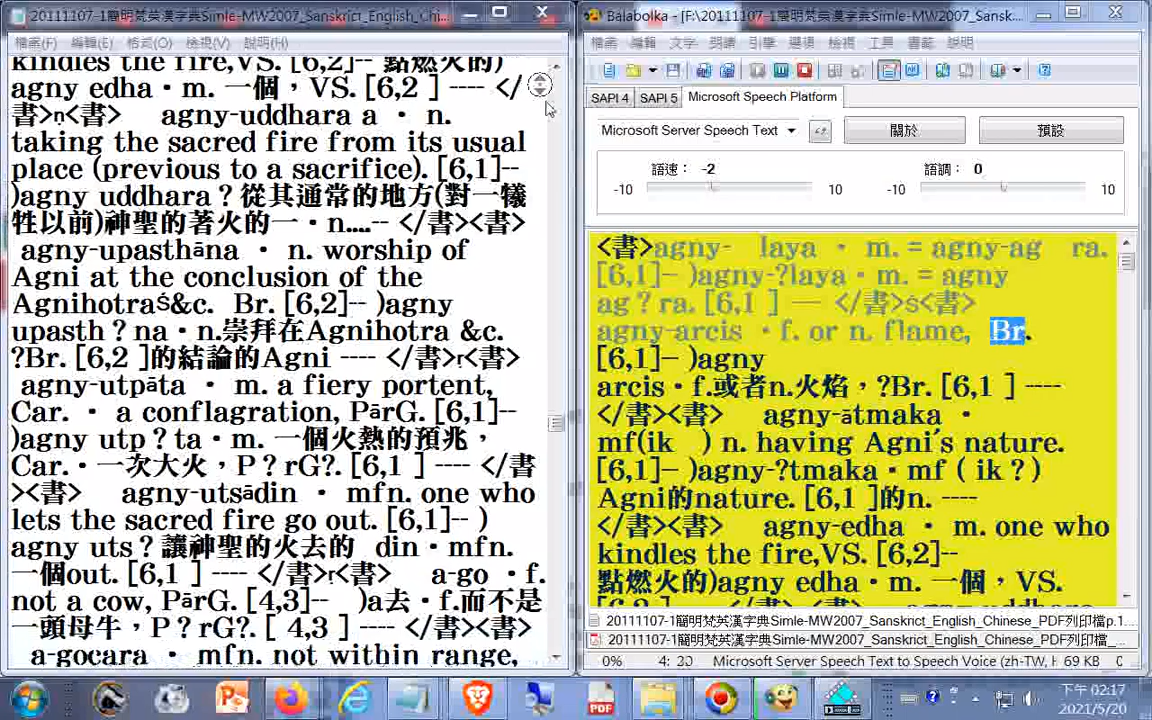 20111107-1簡明梵英漢字典Simle-MW2007_Sanskrict_English_Chi...
檔案(F) 編輯(E) 格式(O) 檢視(V) 說明(H)
kindles the fire,VS. [6,2]-- 點燃火的)
agny edha・m. 一個，VS. [6,2 ] ---- </
書>ṇ<書> agny-uddhara a ・ n.
taking the sacred fire from its usual
place (previous to a sacrifice). [6,1]--
)agny uddhara？從其通常的地方(對一犧
牲以前)神聖的著火的一・n....-- </書><書>
agny-upasthāna ・ n. worship of
Agni at the conclusion of the
Agnihotraś&c. Br. [6,2]-- )agny
upasth？na・n.崇拜在Agnihotra &c.
?Br. [6,2 ]的結論的Agni ---- </書>ṛ<書>
agny-utpāta ・ m. a fiery portent,
Car. ・ a conflagration, PārG. [6,1]--
)agny utp？ta・m. 一個火熱的預兆，
Car.・一次大火，P？rG?. [6,1 ] ---- </書
><書> agny-utsādin ・ mfn. one who
lets the sacred fire go out. [6,1]-- )
agny uts？讓神聖的火去的 din・mfn.
一個out. [6,1 ] ---- </書>ṛ<書> a-go ・f.
not a cow, PārG. [4,3]-- )a去・f.而不是
一頭母牛，P？rG?. [ 4,3 ] ---- </書><書>
a-gocara ・ mfn. not within range,
Balabolka - [F:\20111107-1簡明梵英漢字典Simle-MW2007_Sansk...
檔案 編輯 文字 朗讀 引擎 選項 檢視 工具 書籤 說明
SAPI 4 SAPI 5 Microsoft Speech Platform
Microsoft Server Speech Text 關於 預設
語速： -2 語調： 0
-10 10 -10 10
<書>agny- laya ・ m. = agny-ag ra.
[6,1]-- )agny-?laya・m. = agny
ag？ra. [6,1 ] ---- </書>ś<書>
agny-arcis ・f. or n. flame, Br.
[6,1]-- )agny
arcis・f.或者n.火焰，?Br. [6,1 ] ----
</書><書> agny-ātmaka ・
mf(ik ) n. having Agni's nature.
[6,1]-- )agny-?tmaka・mf（ik？)
Agni的nature. [6,1 ]的n. ----
</書><書> agny-edha ・ m. one who
kindles the fire,VS. [6,2]--
點燃火的)agny edha・m. 一個，VS.
20111107-1簡明梵英漢字典Simle-MW2007_Sanskrict_English_Chinese_PDF列印檔p.1...
20111107-1簡明梵英漢字典Simle-MW2007_Sanskrict_English_Chinese_PDF列印檔...
0% 4: 20 Microsoft Server Speech Text to Speech Voice (zh-TW, H 69 KB 0
PDF
下午 02:17
2021/5/20